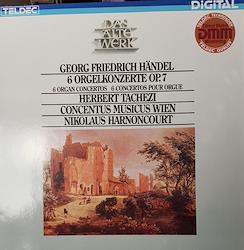 TELDEC
DIGITAL
DAS
ALTE
WERK
DMM
GEORG FRIEDRICH HÄNDEL
6 ORGELKONZERTE OP. 7
6 ORGAN CONCERTOS · 6 CONCERTOS POUR ORGUE
HERBERT TACHEZI
CONCENTUS MUSICUS WIEN
NIKOLAUS HARNONCOURT